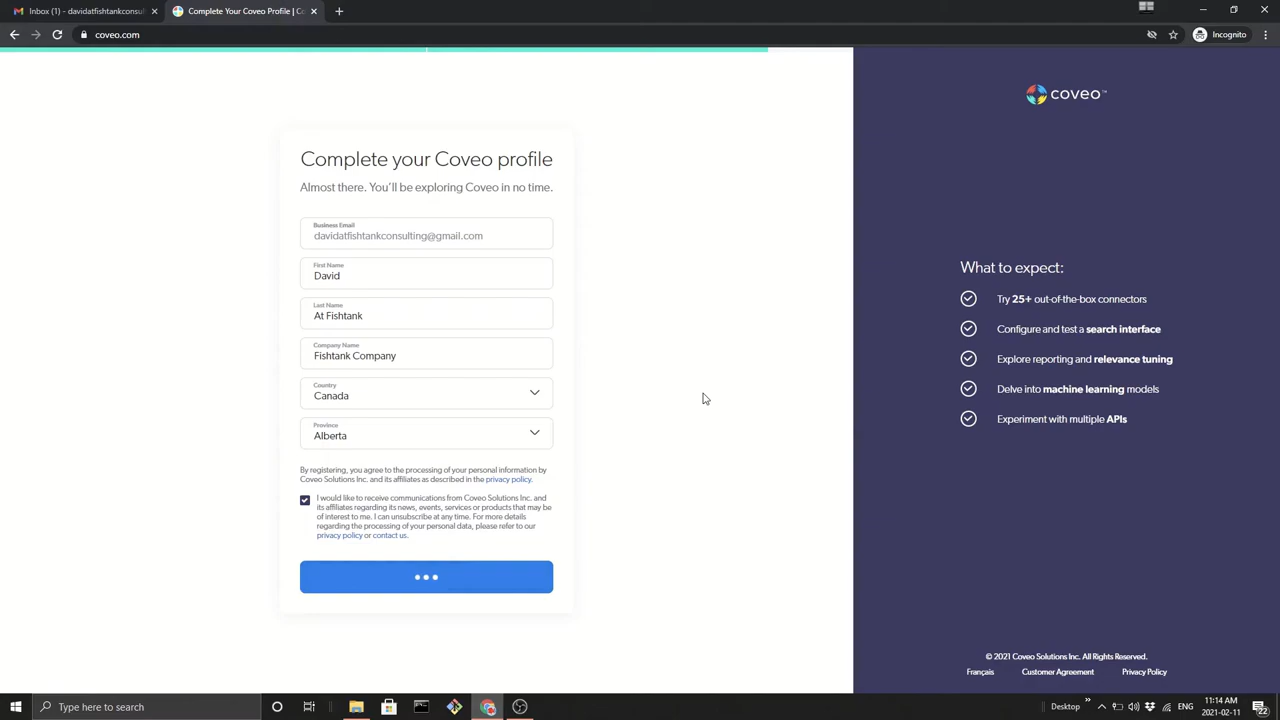 Inbox (1) - davidatfishtankconsul
Complete Your Coveo Profile | C
coveo.com
Incognito
coveo™
Complete your Coveo profile
Almost there. You'll be exploring Coveo in no time.
Business Email
davidatfishtankconsulting@gmail.com
First Name
David
Last Name
At Fishtank
Company Name
Fishtank Company
Country
Canada
Province
Alberta
By registering, you agree to the processing of your personal information by
Coveo Solutions Inc. and its affiliates as described in the privacy policy.
I would like to receive communications from Coveo Solutions Inc. and
its affiliates regarding its news, events, services or products that may be
of interest to me. I can unsubscribe at any time. For more details
regarding the processing of your personal data, please refer to our
privacy policy or contact us.
What to expect:
Try 25+ out-of-the-box connectors
Configure and test a search interface
Explore reporting and relevance tuning
Delve into machine learning models
Experiment with multiple APIs
© 2021 Coveo Solutions Inc. All Rights Reserved.
Français
Customer Agreement
Privacy Policy
Type here to search
Desktop
11:14 AM
2021-02-11